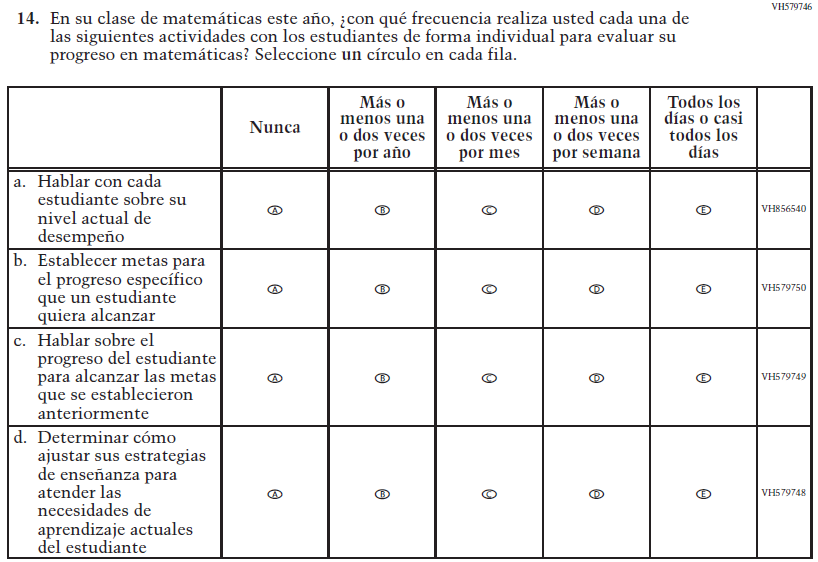 VH579746
14. En su clase de matemáticas este año, ¿con qué frecuencia realiza usted cada una de
las siguientes actividades con los estudiantes de forma individual para evaluar su
progreso en matemáticas? Seleccione un círculo en cada fila.
Nunca
Más o
menos una
o dos veces
por año
Más o
menos una
o dos veces
por mes
Más o
menos una
o dos veces
por semana
Todos los
días o casi
todos los
días
a. Hablar con cada
estudiante sobre su
nivel actual de
desempeño
A B C D E VH856540
b. Establecer metas para
el progreso específico
que un estudiante
quiera alcanzar
A B C D E VH579750
c. Hablar sobre el
progreso del estudiante
para alcanzar las metas
que se establecieron
anteriormente
A B C D E VH579749
d. Determinar cómo
ajustar sus estrategias
de enseñanza para
atender las
necesidades de
aprendizaje actuales
del estudiante
A B C D E VH579748